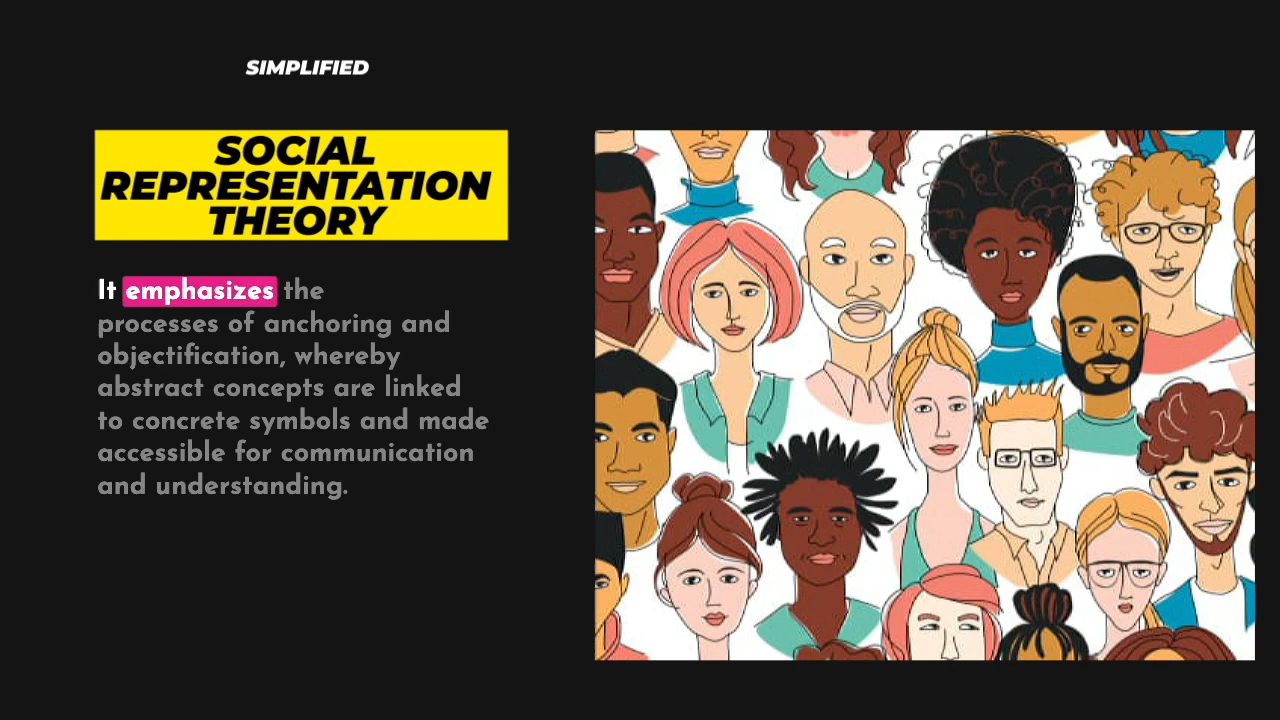 SIMPLIFIED
SOCIAL
REPRESENTATION
THEORY
It emphasizes the
processes of anchoring and
objectification, whereby
abstract concepts are linked
to concrete symbols and made
accessible for communication
and understanding.